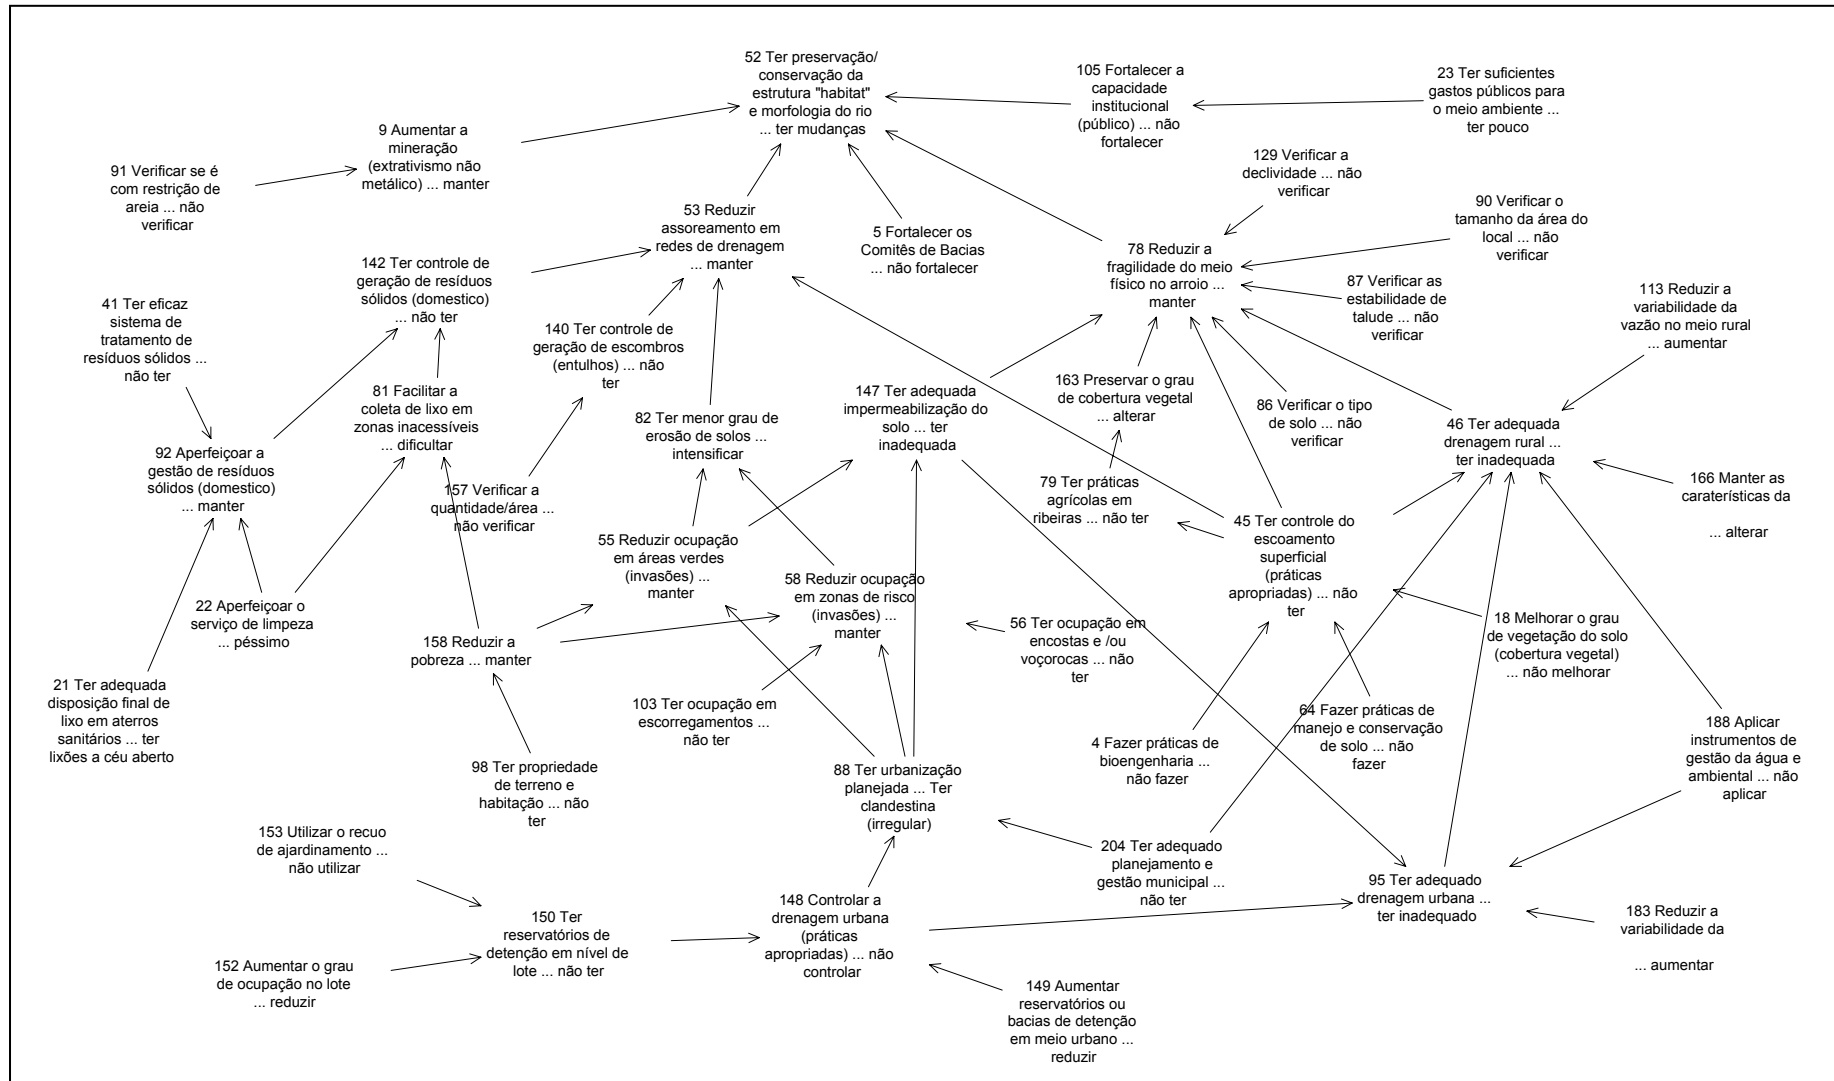 52 Ter preservação/
conservação da
estrutura "habitat"
e morfologia do rio
... ter mudanças
105 Fortalecer a
capacidade
institucional
(público) ... não
fortalecer
23 Ter suficientes
gastos públicos para
o meio ambiente ...
ter pouco
9 Aumentar a
mineração
(extrativismo não
metálico) ... manter
91 Verificar se é
com restrição de
areia ... não
verificar
129 Verificar a
declividade ... não
verificar
90 Verificar o
tamanho da área do
local ... não
verificar
53 Reduzir
assoreamento em
redes de drenagem
... manter
5 Fortalecer os
Comitês de Bacias
... não fortalecer
78 Reduzir a
fragilidade do meio
físico no arroio ...
manter
87 Verificar as
estabilidade de
talude ... não
verificar
113 Reduzir a
variabilidade da
vazão no meio rural
... aumentar
142 Ter controle de
geração de resíduos
sólidos (domestico)
... não ter
41 Ter eficaz
sistema de
tratamento de
resíduos sólidos ...
não ter
140 Ter controle de
geração de escombros
(entulhos) ... não
ter
81 Facilitar a
coleta de lixo em
zonas inacessíveis
... dificultar
82 Ter menor grau de
erosão de solos ...
intensificar
147 Ter adequada
impermeabilização do
solo ... ter
inadequada
163 Preservar o grau
de cobertura vegetal
... alterar
86 Verificar o tipo
de solo ... não
verificar
46 Ter adequada
drenagem rural ...
ter inadequada
92 Aperfeiçoar a
gestão de resíduos
sólidos (domestico)
... manter
157 Verificar a
quantidade/área ...
não verificar
79 Ter práticas
agrícolas em
ribeiras ... não ter
166 Manter as
caraterísticas da
... alterar
45 Ter controle do
escoamento
superficial
(práticas
apropriadas) ... não
ter
55 Reduzir ocupação
em áreas verdes
(invasões) ...
manter
58 Reduzir ocupação
em zonas de risco
(invasões) ...
manter
22 Aperfeiçoar o
serviço de limpeza
... péssimo
158 Reduzir a
pobreza ... manter
56 Ter ocupação em
encostas e /ou
voçorocas ... não
ter
18 Melhorar o grau
de vegetação do solo
(cobertura vegetal)
... não melhorar
21 Ter adequada
disposição final de
lixo em aterros
sanitários ... ter
lixões a céu aberto
103 Ter ocupação em
escorregamentos ...
não ter
64 Fazer práticas de
manejo e conservação
de solo ... não
fazer
4 Fazer práticas de
bioengenharia ...
não fazer
188 Aplicar
instrumentos de
gestão da água e
ambiental ... não
aplicar
98 Ter propriedade
de terreno e
habitação ... não
ter
88 Ter urbanização
planejada ... Ter
clandestina
(irregular)
153 Utilizar o recuo
de ajardinamento ...
não utilizar
204 Ter adequado
planejamento e
gestão municipal ...
não ter
95 Ter adequado
drenagem urbana ...
ter inadequado
148 Controlar a
drenagem urbana
(práticas
apropriadas) ... não
controlar
150 Ter
reservatórios de
detenção em nível de
lote ... não ter
183 Reduzir a
variabilidade da
... aumentar
152 Aumentar o grau
de ocupação no lote
... reduzir
149 Aumentar
reservatórios ou
bacias de detenção
em meio urbano ...
reduzir